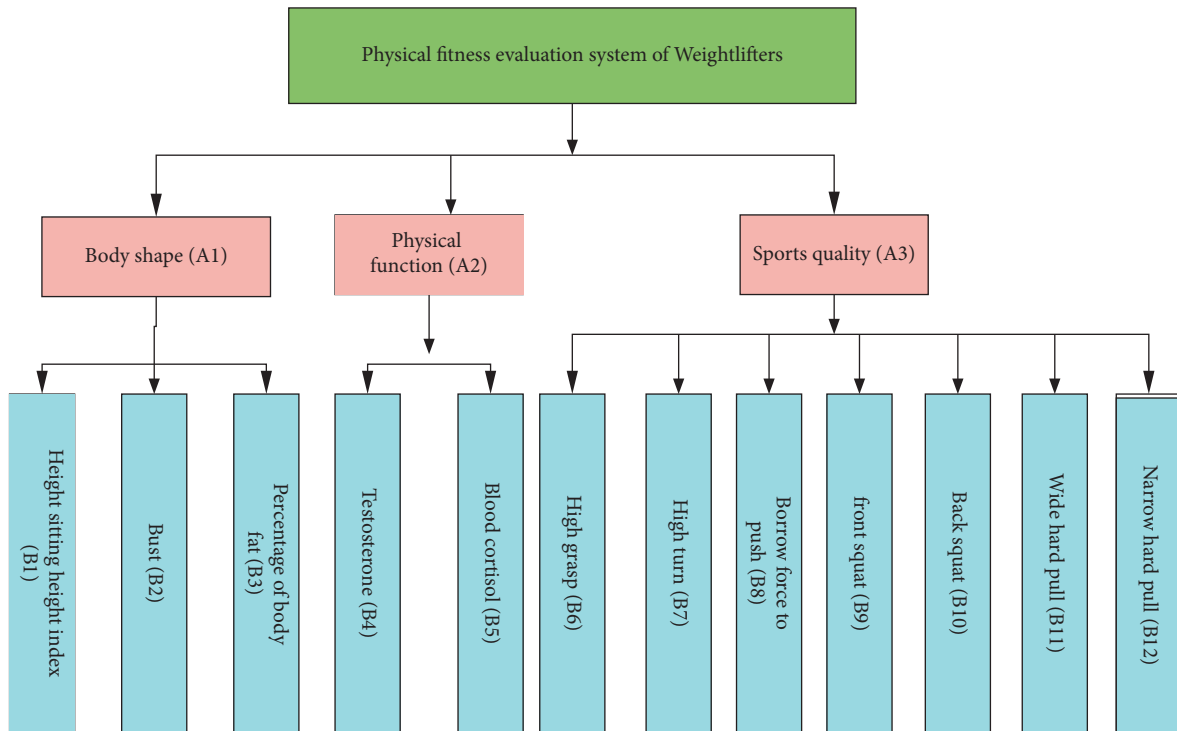 Physical fitness evaluation system of Weightlifters
Body shape (A1)
Physical
function (A2)
Sports quality (A3)
Height sitting height index
(B1)
Bust (B2)
Percentage of body
fat (B3)
Testosterone (B4)
Blood cortisol (B5)
High grasp (B6)
High turn (B7)
Borrow force to
push (B8)
front squat (B9)
Back squat (B10)
Wide hard pull (B11)
Narrow hard pull (B12)